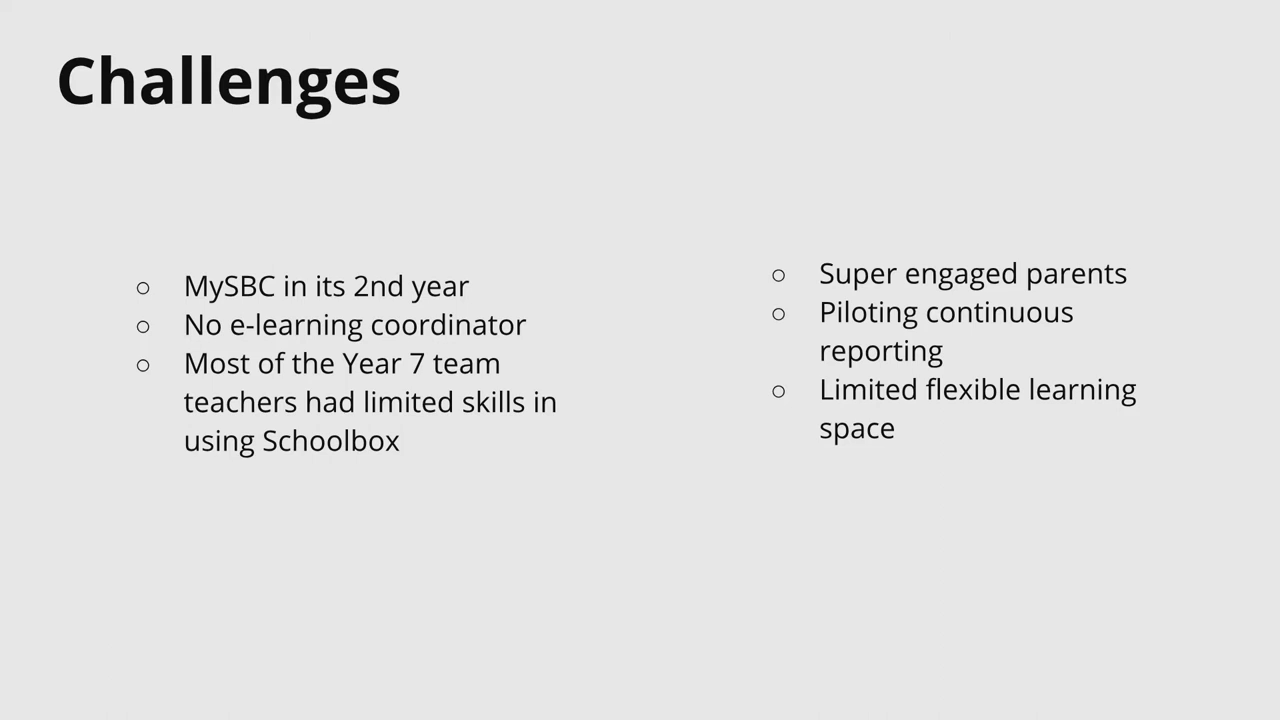 Challenges
○ MySBC in its 2nd year
○ No e-learning coordinator
○ Most of the Year 7 team
teachers had limited skills in
using Schoolbox
○ Super engaged parents
○ Piloting continuous
reporting
○ Limited flexible learning
space